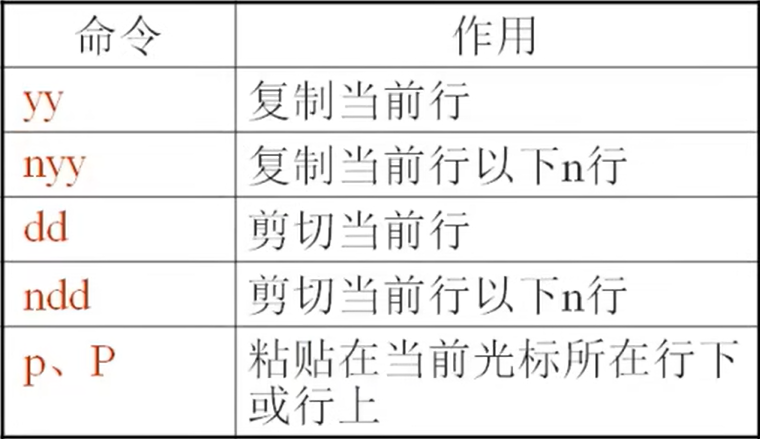 命令 作用
yy 复制当前行
nyy 复制当前行以下n行
dd 剪切当前行
ndd 剪切当前行以下n行
p、P 粘贴在当前光标所在行下
或行上